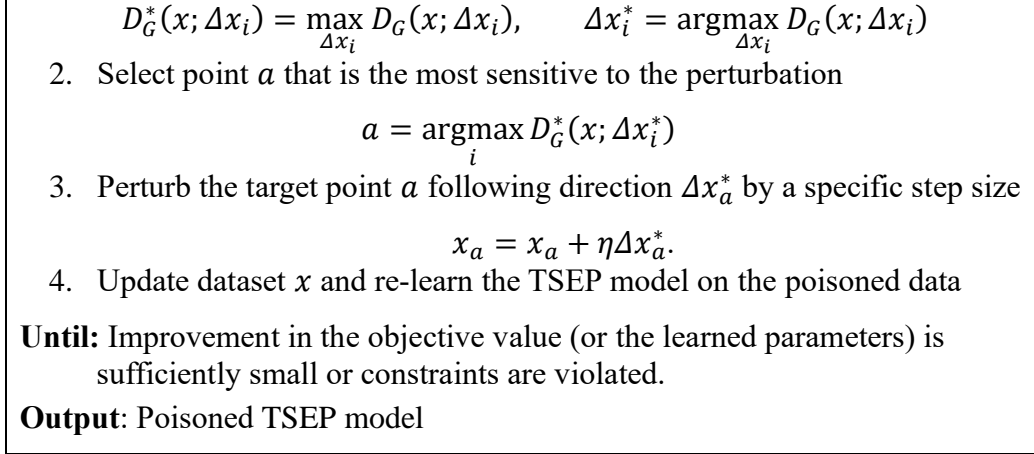 D*_G(x; Δx_i) = max_{Δx_i} D_G(x; Δx_i),    Δx*_i = argmax_{Δx_i} D_G(x; Δx_i)
2. Select point a that is the most sensitive to the perturbation
a = argmax_i D*_G(x; Δx*_i)
3. Perturb the target point a following direction Δx*_a by a specific step size
x_a = x_a + ηΔx*_a.
4. Update dataset x and re-learn the TSEP model on the poisoned data
Until: Improvement in the objective value (or the learned parameters) is
sufficiently small or constraints are violated.
Output: Poisoned TSEP model